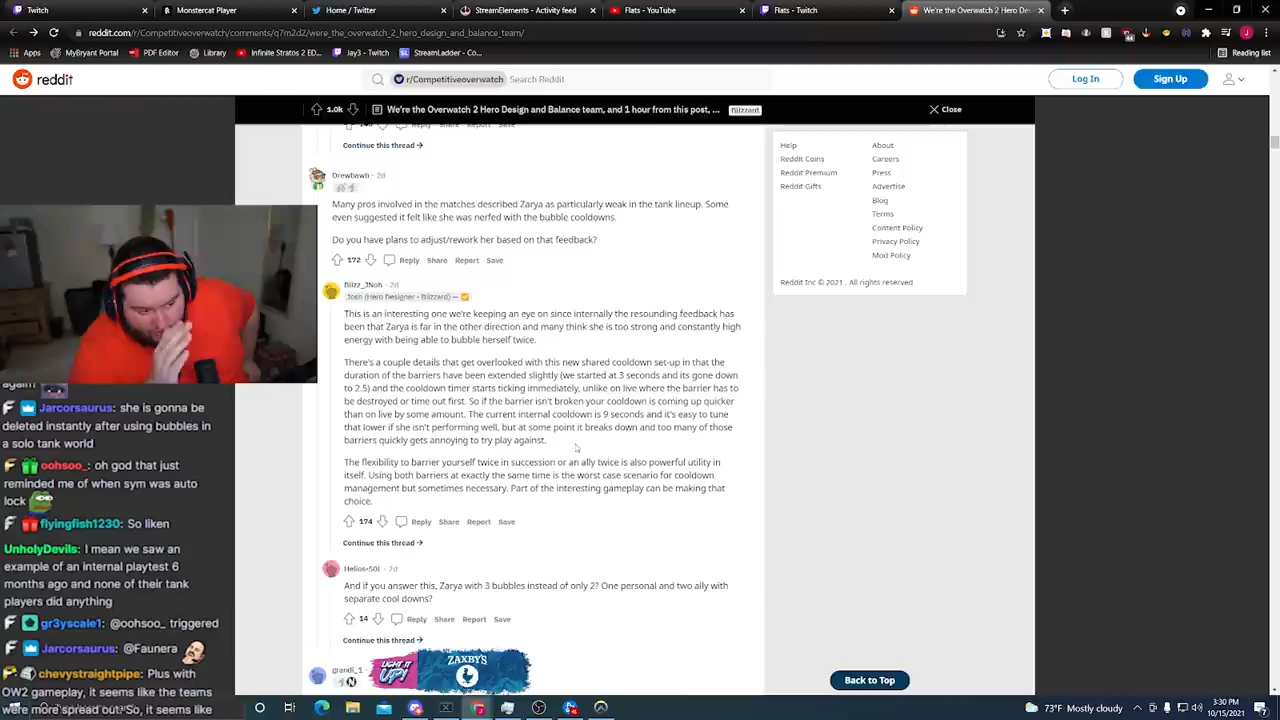 Twitch
Monstercat Player
Home / Twitter
StreamElements - Activity feed
Flats - YouTube
Flats - Twitch
We're the Overwatch 2 Hero Des
reddit.com/r/Competitiveoverwatch/comments/q7m2d2/were_the_overwatch_2_hero_design_and_balance_team/
Apps
MyBryant Portal
PDF Editor
Library
Infinite Stratos 2 ED...
Jay3 - Twitch
StreamLadder - Co...
Reading list
reddit
r/Competitiveoverwatch
Search Reddit
Log In
Sign Up
1.0k
We're the Overwatch 2 Hero Design and Balance team, and 1 hour from this post, ...
Blizzard
Close
Reply Share Report Save
Continue this thread
Drewbawb · 2d
Many pros involved in the matches described Zarya as particularly weak in the tank lineup. Some
even suggested it felt like she was nerfed with the bubble cooldowns.
Do you have plans to adjust/rework her based on that feedback?
172 Reply Share Report Save
Blizz_JNoh · 2d
Josh (Hero Designer - Blizzard) —
This is an interesting one we're keeping an eye on since internally the resounding feedback has
been that Zarya is far in the other direction and many think she is too strong and constantly high
energy with being able to bubble herself twice.
There's a couple details that get overlooked with this new shared cooldown set-up in that the
duration of the barriers have been extended slightly (we started at 3 seconds and its gone down
to 2.5) and the cooldown timer starts ticking immediately, unlike on live where the barrier has to
be destroyed or time out first. So if the barrier isn't broken your cooldown is coming up quicker
than on live by some amount. The current internal cooldown is 9 seconds and it's easy to tune
that lower if she isn't performing well, but at some point it breaks down and too many of those
barriers quickly gets annoying to try play against.
The flexibility to barrier yourself twice in succession or an ally twice is also powerful utility in
itself. Using both barriers at exactly the same time is the worst case scenario for cooldown
management but sometimes necessary. Part of the interesting gameplay can be making that
choice.
174 Reply Share Report Save
Continue this thread
Helios-50l · 2d
And if you answer this, Zarya with 3 bubbles instead of only 2? One personal and two ally with
separate cool downs?
14 Reply Share Report Save
Continue this thread
grandi_1
LIGHT IT UP!
ZAXBY'S
Help
Reddit Coins
Reddit Premium
Reddit Gifts
About
Careers
Press
Advertise
Blog
Terms
Content Policy
Privacy Policy
Mod Policy
Reddit Inc © 2021 . All rights reserved
Back to Top
again
Jarcorsaurus: she is gonna be
deleted instantly after using bubbles in
a solo tank world
oohsoo_: oh god that just
reminded me of when sym was auto
lock
F flyingfish1230: So liken
UnholyDevils: I mean we saw an
example of an internal playtest 6
months ago and none of the tank
players did anything
F gr3yscale1: @oohsoo_ triggered
F Jarcorsaurus: @Faunera
F cheeyversraightpipe: Plus with
OW2 gameplay, it seems like the teams
were more spread out. So, it seems like
73°F Mostly cloudy
3:30 PM
10/15/2021